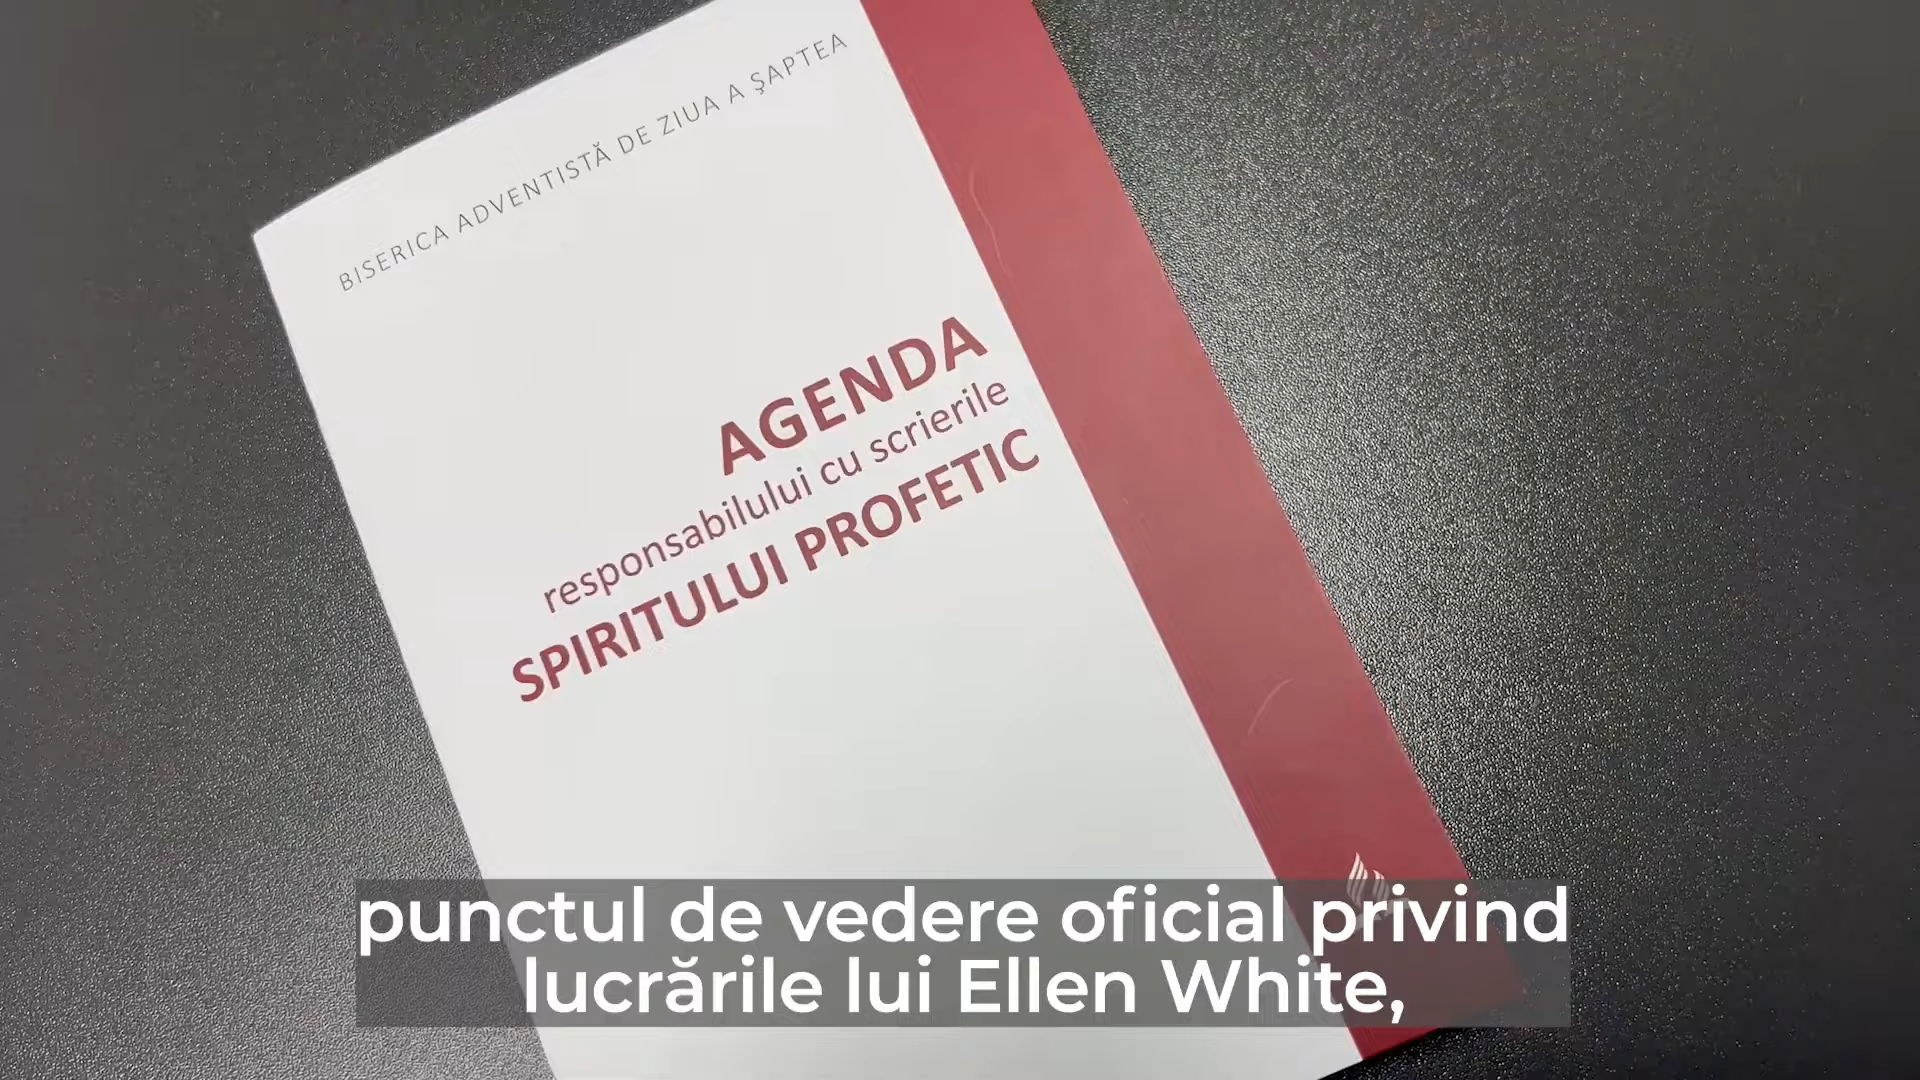 BISERICA ADVENTISTĂ DE ZIUA A ŞAPTEA
AGENDA
responsabilului cu scrierile
SPIRITULUI PROFETIC
punctul de vedere oficial privind
lucrările lui Ellen White,